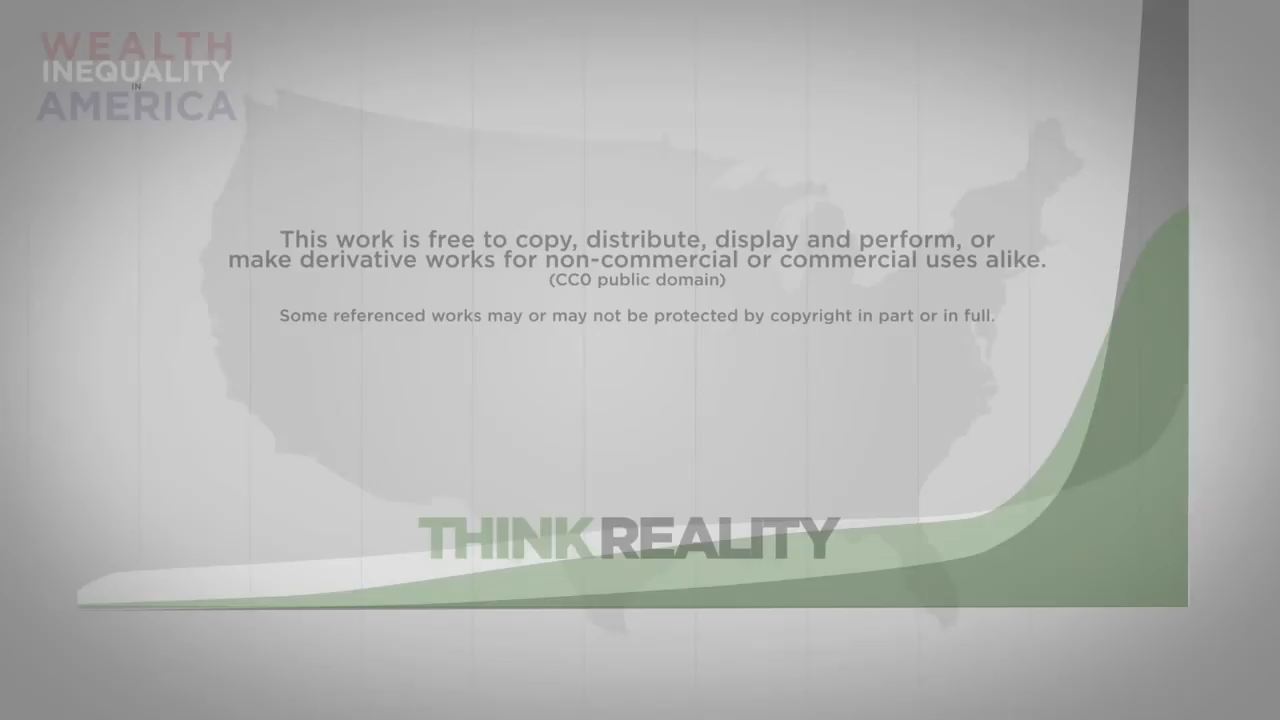 WEALTH
INEQUALITY
IN
AMERICA
This work is free to copy, distribute, display and perform, or
make derivative works for non-commercial or commercial uses alike.
(CC0 public domain)
Some referenced works may or may not be protected by copyright in part or in full.
THINKREALITY